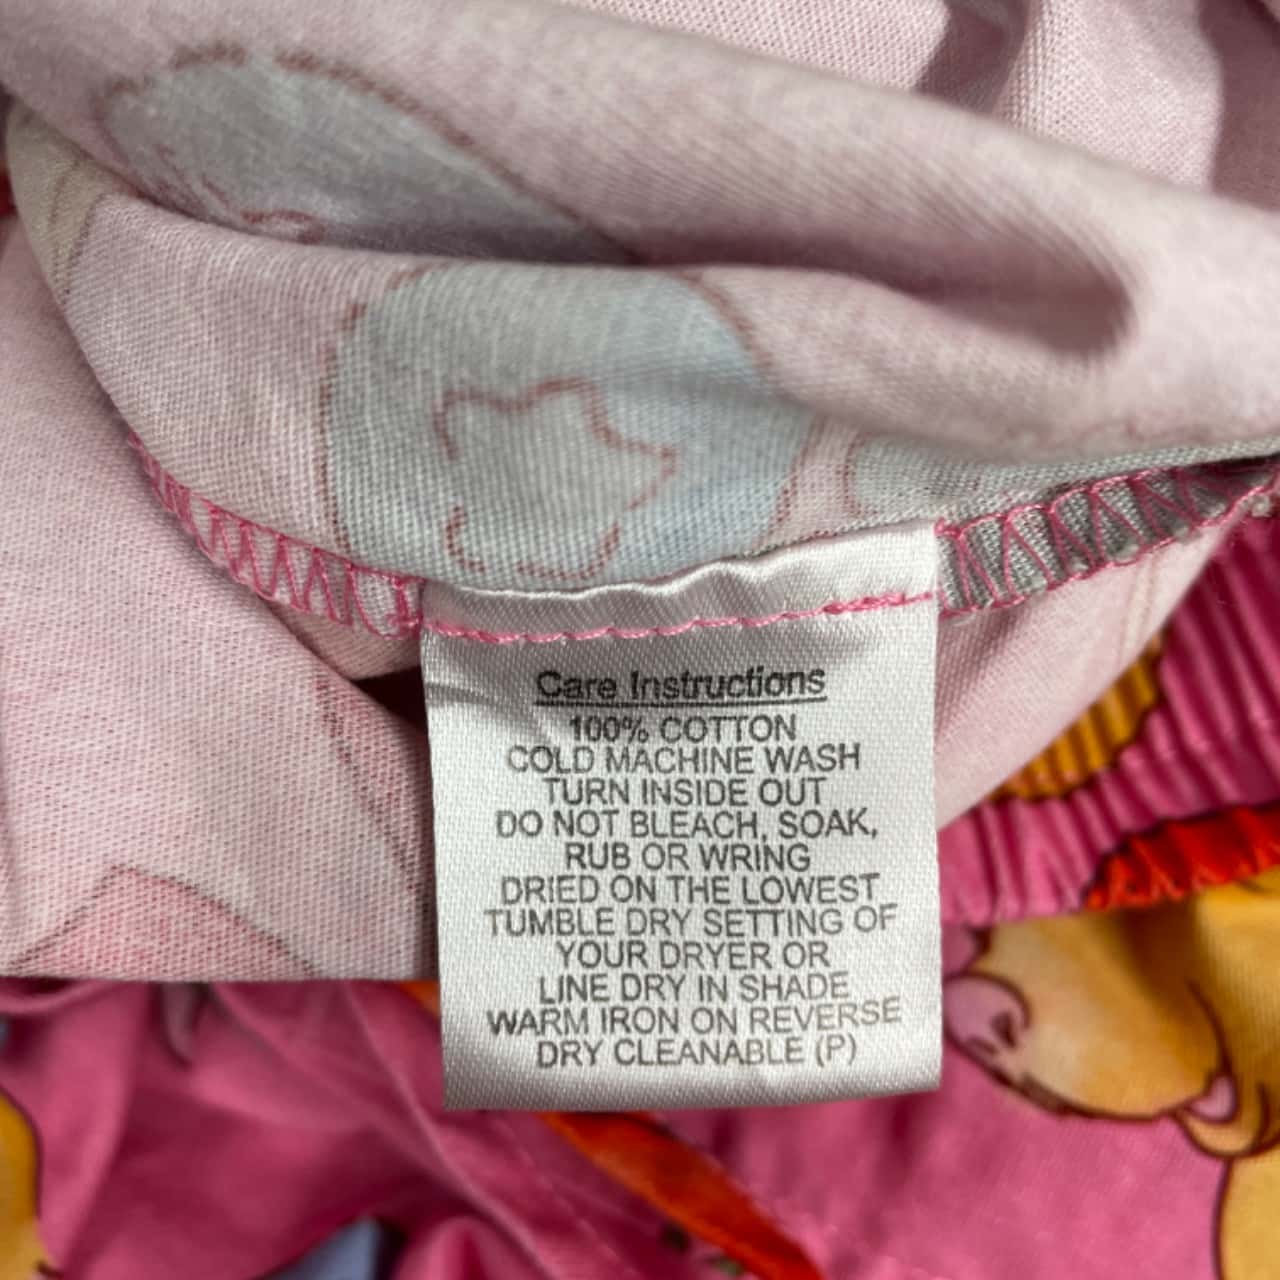 Care Instructions
100% COTTON
COLD MACHINE WASH
TURN INSIDE OUT
DO NOT BLEACH, SOAK,
RUB OR WRING
DRIED ON THE LOWEST
TUMBLE DRY SETTING OF
YOUR DRYER OR
LINE DRY IN SHADE
WARM IRON ON REVERSE
DRY CLEANABLE (P)